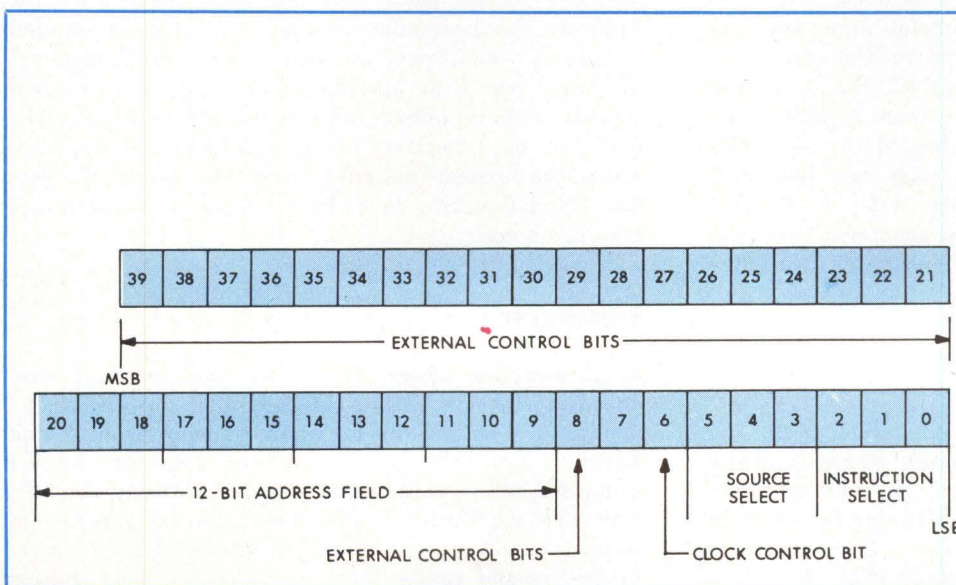 39 38 37 36 35 34 33 32 31 30 29 28 27 26 25 24 23 22 21
EXTERNAL CONTROL BITS
MSB
20 19 18 17 16 15 14 13 12 11 10 9 8 7 6 5 4 3 2 1 0
12-BIT ADDRESS FIELD
SOURCE SELECT
INSTRUCTION SELECT
LSB
EXTERNAL CONTROL BITS
CLOCK CONTROL BIT